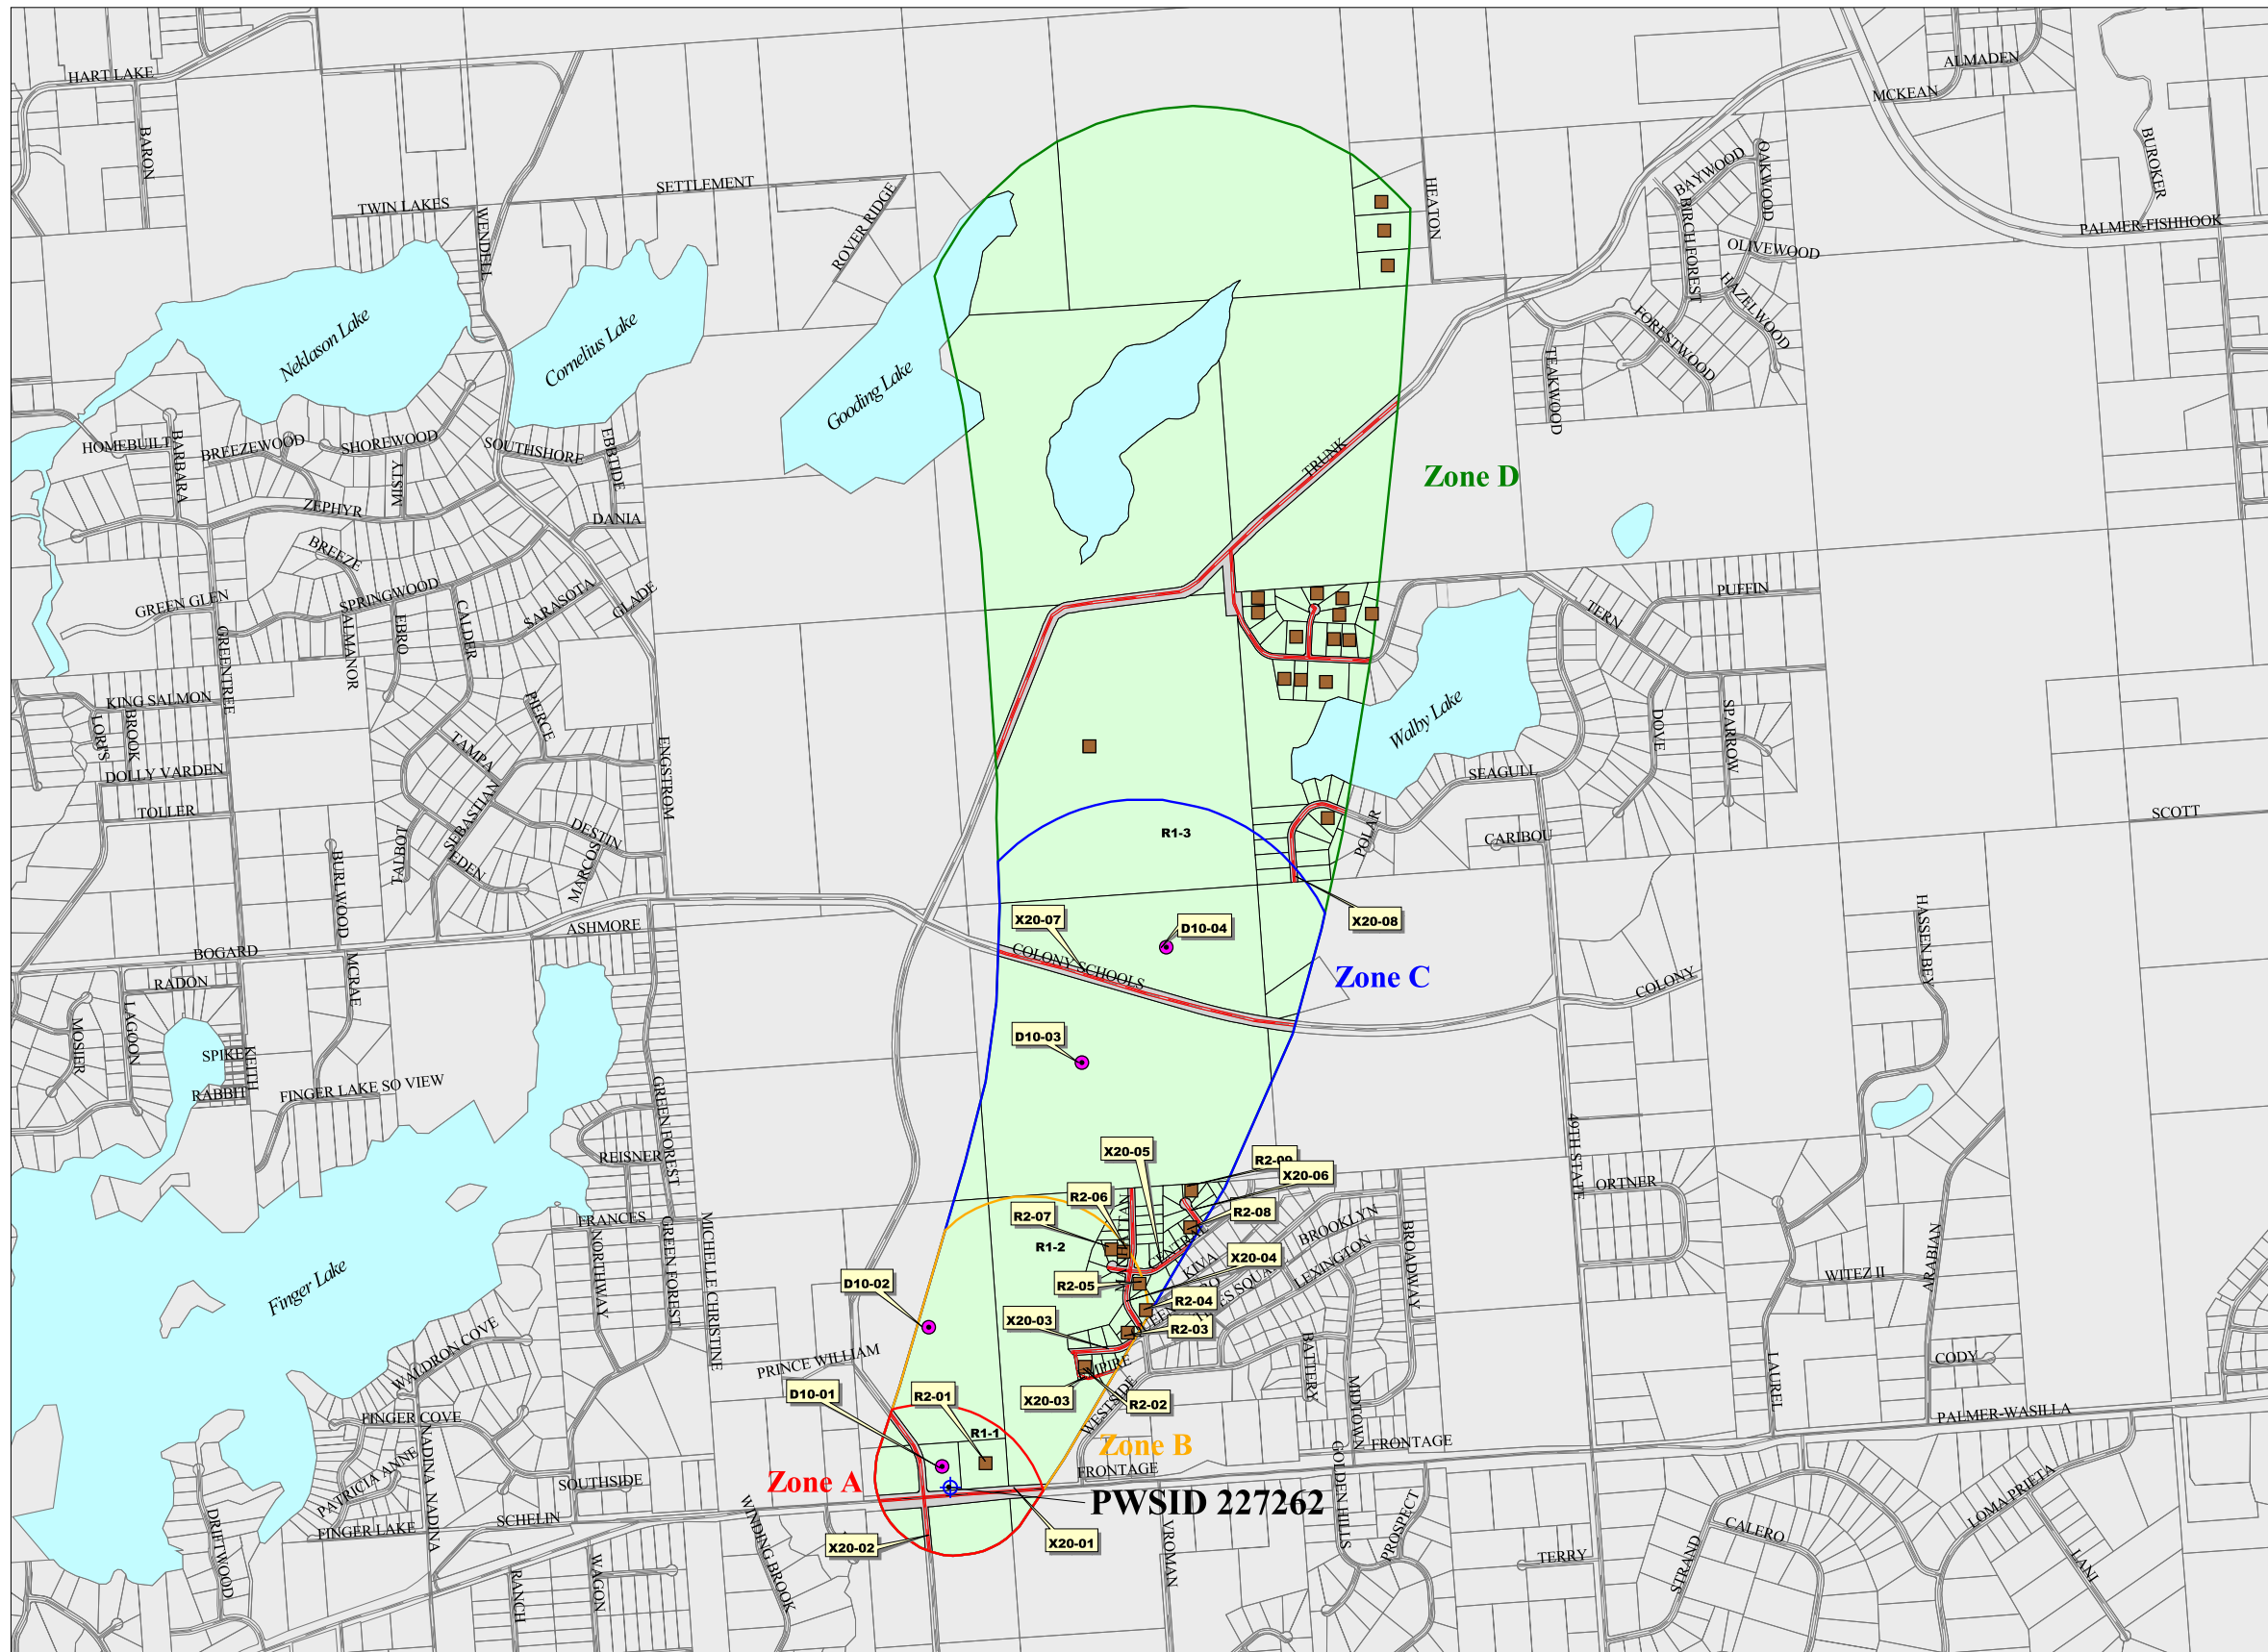 HART LAKE
BARON
ALMADEN
MCKEAN
BUROKER
PALMER-FISHHOOK
BAYWOOD
OAKWOOD
BIRCH FOREST
OLIVEWOOD
HAZELWOOD
FORESTWOOD
TEAKWOOD
HEATON
SETTLEMENT
TWIN LAKES
WENDELL
ROVER RIDGE
Neklason Lake
Cornelius Lake
Gooding Lake
HOMEBUILT
BARBARA
BREEZEWOOD
SHOREWOOD
MISTY
SOUTHSHORE
EBBTIDE
ZEPHYR
DANIA
BREEZE
TRUNK
Zone D
GREEN GLEN
SPRINGWOOD
SARASOTA
GLADE
CALDER
EBRO
ALMANOR
GREENTREE
PUFFIN
TERN
KING SALMON
LORI'S
BROOK
PIERCE
TAMPA
ENGSTROM
Walby Lake
DOVE
SPARROW
DOLLY VARDEN
TOLLER
SEBASTIAN
DESTIN
MARCOS
TALBOT
EDEN
BURLWOOD
SEAGULL
SCOTT
R1-3
POLAR
CARIBOU
X20-07
D10-04
X20-08
ASHMORE
BOGARD
RADON
MCRAE
LAGOON
MOSIER
COLONY SCHOOLS
Zone C
COLONY
HASSEN BEY
D10-03
SPIKE
KEITH
RABBIT
FINGER LAKE SO VIEW
GREEN FOREST
REISNER
49TH STATE
X20-05
R2-09
X20-06
R2-06
R2-08
R2-07
R1-2
MANHATTAN
CENTRAL
KIVA
BROOKLYN
LEXINGTON
BROADWAY
ORTNER
FRANCES
NORTHWAY
GREEN FOREST
MICHELLE CHRISTINE
X20-04
R2-05
R2-04
R2-03
X20-03
D10-02
Finger Lake
WITEZ II
ARABIAN
WALDRON COVE
PRINCE WILLIAM
EMPIRE
BATTERY
MIDTOWN
LAUREL
CODY
D10-01
R2-01
X20-03
R2-02
WESTSIDE
R1-1
Zone B
FRONTAGE
FRONTAGE
PALMER-WASILLA
FINGER COVE
NADINA
NADINA
PATRICIA ANNE
SOUTHSIDE
Zone A
PWSID 227262
GOLDEN HILLS
PROSPECT
LOMA PRIETA
FINGER LAKE
SCHELIN
DRIFTWOOD
WINDING BROOK
X20-02
X20-01
VROMAN
TERRY
STRAND
CALERO
LANI
RANCH
WAGON